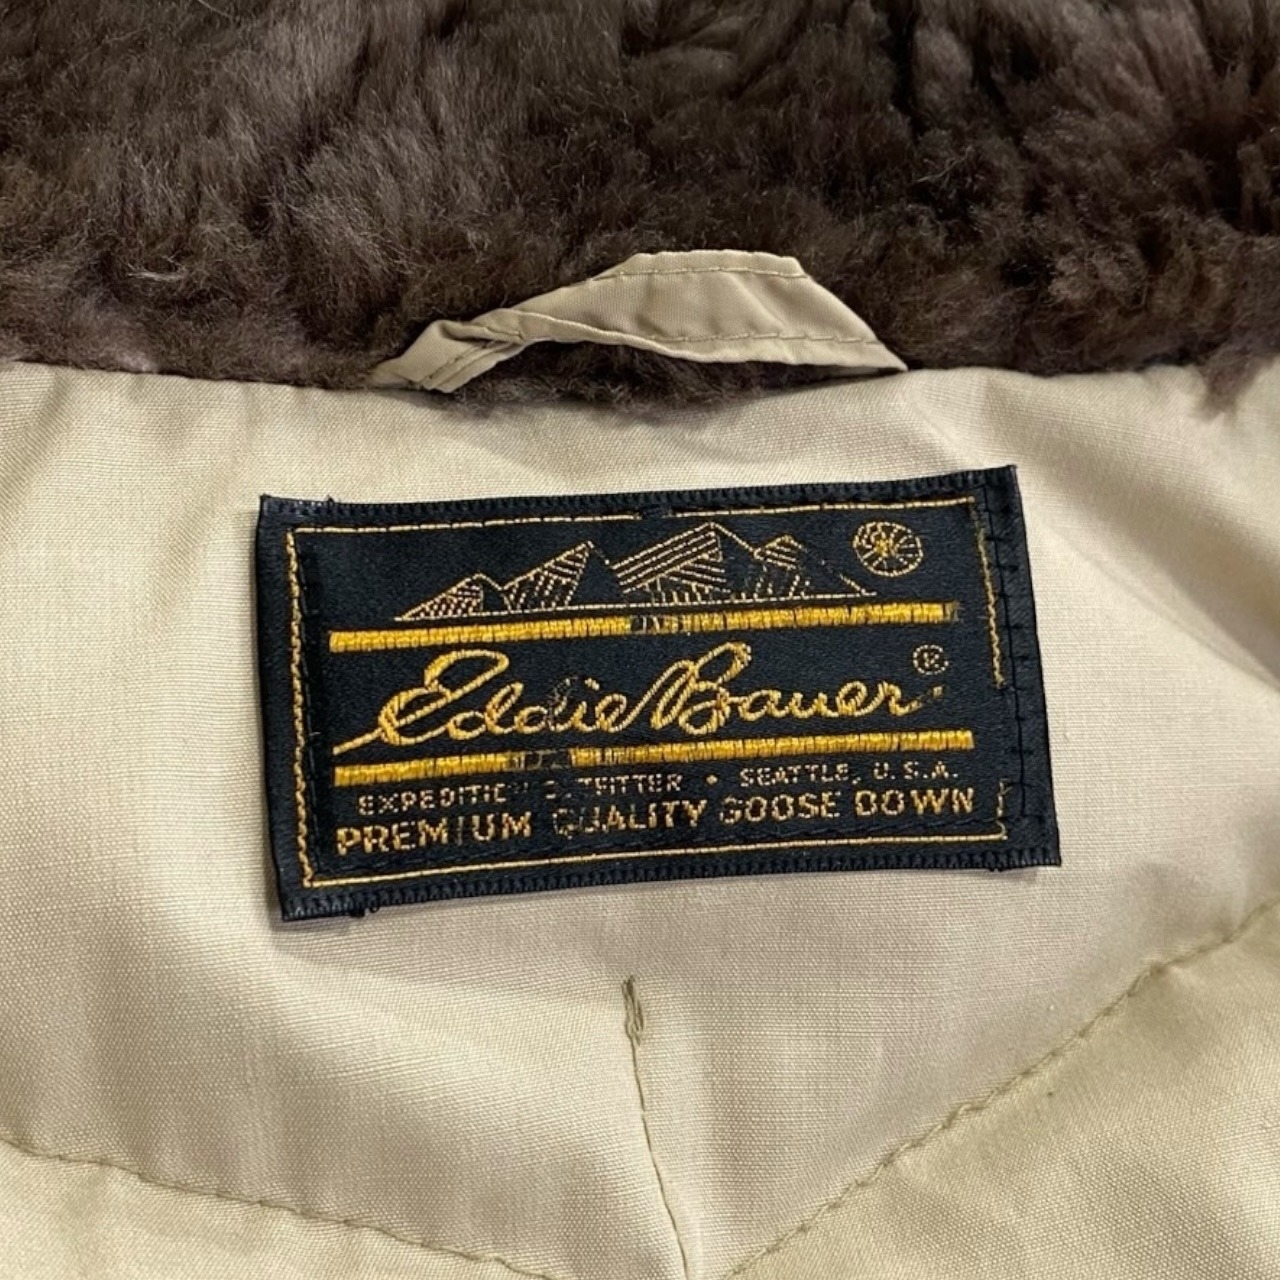 Eddie Bauer®
EXPEDITION OUTFITTER • SEATTLE, U.S.A.
PREMIUM QUALITY GOOSE DOWN